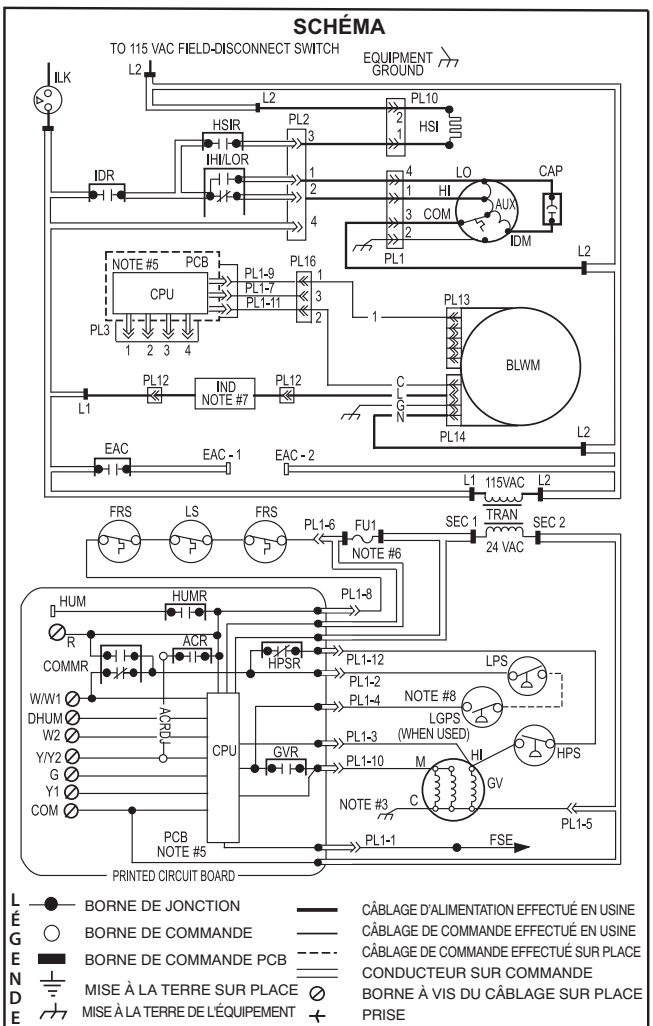 SCHÉMA
TO 115 VAC FIELD-DISCONNECT SWITCH
EQUIPMENT
GROUND
ILK
L2
L2
PL10
2
1
HSI
HSIR
PL2
3
IHI/LOR
1
2
4
IDR
4
1
3
2
PL1
LO
HI
COM
AUX
IDM
CAP
L2
NOTE #5
PCB
CPU
PL3
1 2 3 4
PL1-9
PL1-7
PL1-11
PL16
1
3
2
1
PL13
BLWM
C
L
G
N
PL14
L2
L1
PL12
IND
NOTE #7
PL12
EAC
EAC - 1
EAC - 2
L1
115VAC
L2
TRAN
SEC 1
SEC 2
24 VAC
FRS
LS
FRS
PL1-6
FU1
NOTE #6
PL1-8
HUM
HUMR
R
ACR
COMMR
HPSR
PL1-12
PL1-2
PL1-4
NOTE #8
LPS
LGPS
(WHEN USED)
PL1-3
PL1-10
HI
HPS
M
GV
C
NOTE #3
PL1-5
W/W1
DHUM
W2
Y/Y2
G
Y1
COM
ACRDJ
CPU
GVR
PCB
NOTE #5
PL1-1
FSE
PRINTED CIRCUIT BOARD
LÉGENDE
BORNE DE JONCTION
BORNE DE COMMANDE
BORNE DE COMMANDE PCB
MISE À LA TERRE SUR PLACE
MISE À LA TERRE DE L'ÉQUIPEMENT
CÂBLAGE D'ALIMENTATION EFFECTUÉ EN USINE
CÂBLAGE DE COMMANDE EFFECTUÉ EN USINE
CÂBLAGE DE COMMANDE EFFECTUÉ SUR PLACE
CONDUCTEUR SUR COMMANDE
BORNE À VIS DU CÂBLAGE SUR PLACE
PRISE